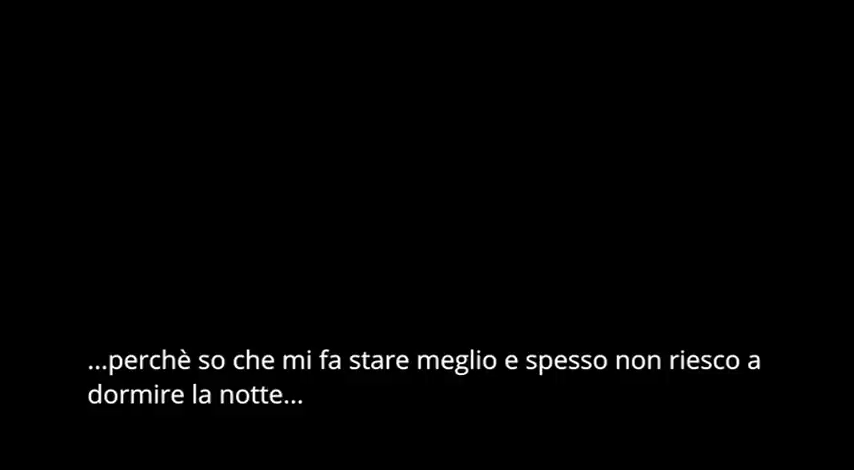 ...perchè so che mi fa stare meglio e spesso non riesco a
dormire la notte...